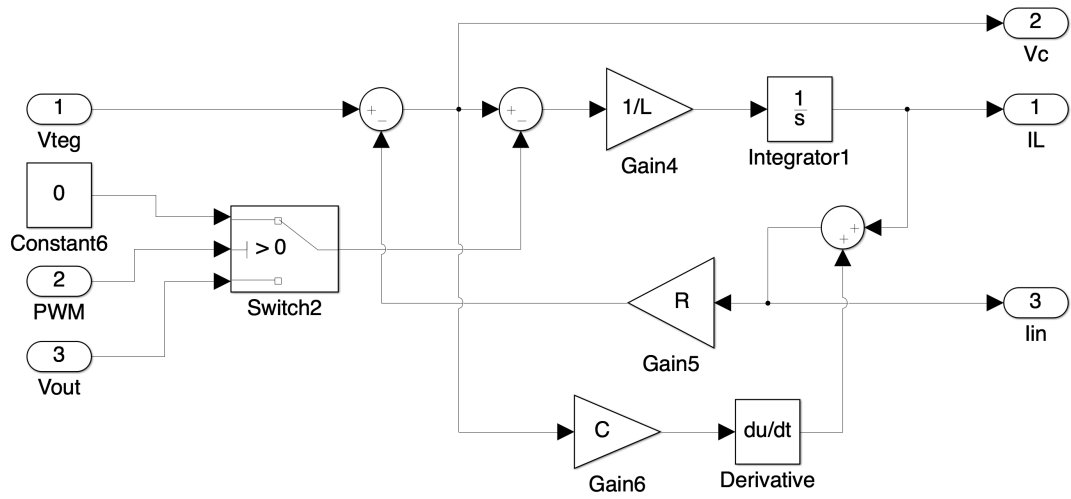 2
Vc
1
Vteg
+
−
+
−
1/L
Gain4
1
s
Integrator1
1
IL
0
Constant6
> 0
Switch2
2
PWM
3
Vout
+
+
R
Gain5
3
Iin
C
Gain6
du/dt
Derivative